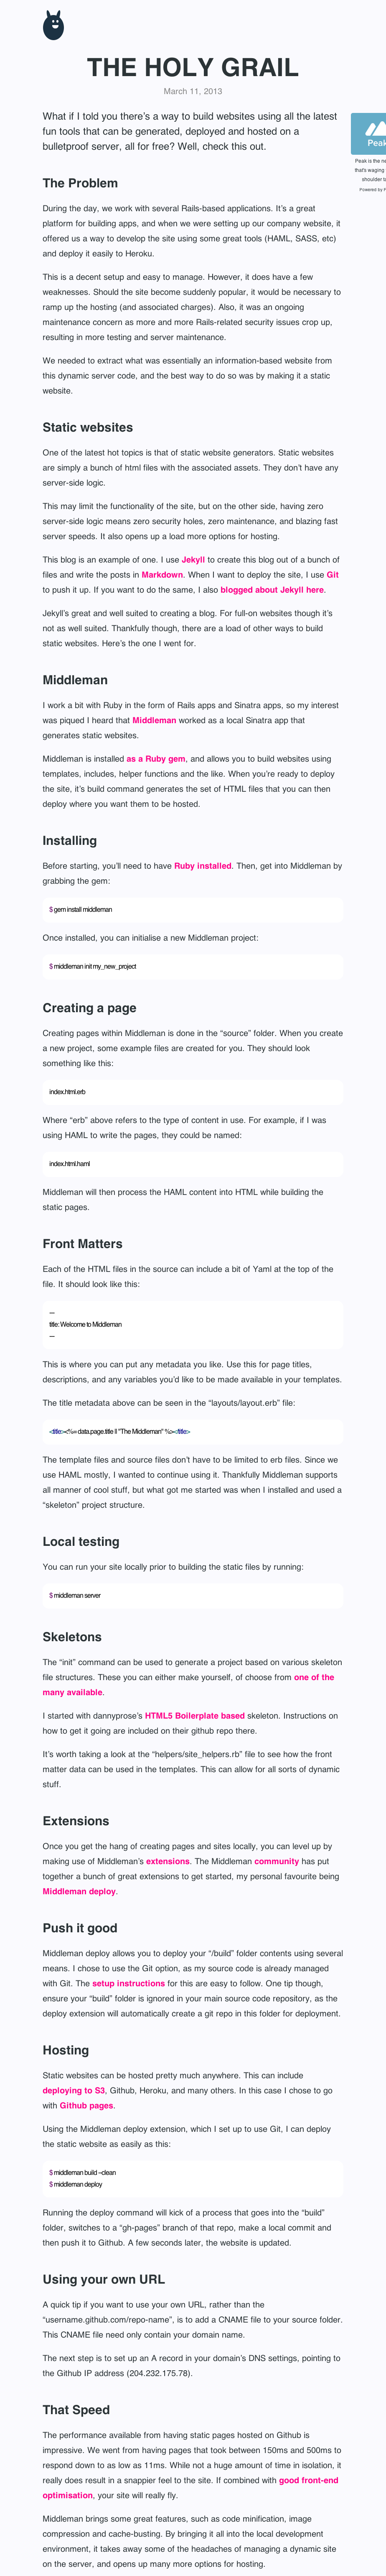 THE HOLY GRAIL
March 11, 2013
What if I told you there’s a way to build websites using all the latest
fun tools that can be generated, deployed and hosted on a
bulletproof server, all for free? Well, check this out.
Peak
Peak is the ne
that's waging
shoulder to
Powered by F
The Problem
During the day, we work with several Rails-based applications. It’s a great
platform for building apps, and when we were setting up our company website, it
offered us a way to develop the site using some great tools (HAML, SASS, etc)
and deploy it easily to Heroku.
This is a decent setup and easy to manage. However, it does have a few
weaknesses. Should the site become suddenly popular, it would be necessary to
ramp up the hosting (and associated charges). Also, it was an ongoing
maintenance concern as more and more Rails-related security issues crop up,
resulting in more testing and server maintenance.
We needed to extract what was essentially an information-based website from
this dynamic server code, and the best way to do so was by making it a static
website.
Static websites
One of the latest hot topics is that of static website generators. Static websites
are simply a bunch of html files with the associated assets. They don’t have any
server-side logic.
This may limit the functionality of the site, but on the other side, having zero
server-side logic means zero security holes, zero maintenance, and blazing fast
server speeds. It also opens up a load more options for hosting.
This blog is an example of one. I use Jekyll to create this blog out of a bunch of
files and write the posts in Markdown. When I want to deploy the site, I use Git
to push it up. If you want to do the same, I also blogged about Jekyll here.
Jekyll’s great and well suited to creating a blog. For full-on websites though it’s
not as well suited. Thankfully though, there are a load of other ways to build
static websites. Here’s the one I went for.
Middleman
I work a bit with Ruby in the form of Rails apps and Sinatra apps, so my interest
was piqued I heard that Middleman worked as a local Sinatra app that
generates static websites.
Middleman is installed as a Ruby gem, and allows you to build websites using
templates, includes, helper functions and the like. When you’re ready to deploy
the site, it’s build command generates the set of HTML files that you can then
deploy where you want them to be hosted.
Installing
Before starting, you’ll need to have Ruby installed. Then, get into Middleman by
grabbing the gem:
$ gem install middleman
Once installed, you can initialise a new Middleman project:
$ middleman init my_new_project
Creating a page
Creating pages within Middleman is done in the “source” folder. When you create
a new project, some example files are created for you. They should look
something like this:
index.html.erb
Where “erb” above refers to the type of content in use. For example, if I was
using HAML to write the pages, they could be named:
index.html.haml
Middleman will then process the HAML content into HTML while building the
static pages.
Front Matters
Each of the HTML files in the source can include a bit of Yaml at the top of the
file. It should look like this:
---
title: Welcome to Middleman
---
This is where you can put any metadata you like. Use this for page titles,
descriptions, and any variables you’d like to be made available in your templates.
The title metadata above can be seen in the “layouts/layout.erb” file:
<title><%= data.page.title || "The Middleman" %></title>
The template files and source files don’t have to be limited to erb files. Since we
use HAML mostly, I wanted to continue using it. Thankfully Middleman supports
all manner of cool stuff, but what got me started was when I installed and used a
“skeleton” project structure.
Local testing
You can run your site locally prior to building the static files by running:
$ middleman server
Skeletons
The “init” command can be used to generate a project based on various skeleton
file structures. These you can either make yourself, of choose from one of the
many available.
I started with dannyprose’s HTML5 Boilerplate based skeleton. Instructions on
how to get it going are included on their github repo there.
It’s worth taking a look at the “helpers/site_helpers.rb” file to see how the front
matter data can be used in the templates. This can allow for all sorts of dynamic
stuff.
Extensions
Once you get the hang of creating pages and sites locally, you can level up by
making use of Middleman’s extensions. The Middleman community has put
together a bunch of great extensions to get started, my personal favourite being
Middleman deploy.
Push it good
Middleman deploy allows you to deploy your “/build” folder contents using several
means. I chose to use the Git option, as my source code is already managed
with Git. The setup instructions for this are easy to follow. One tip though,
ensure your “build” folder is ignored in your main source code repository, as the
deploy extension will automatically create a git repo in this folder for deployment.
Hosting
Static websites can be hosted pretty much anywhere. This can include
deploying to S3, Github, Heroku, and many others. In this case I chose to go
with Github pages.
Using the Middleman deploy extension, which I set up to use Git, I can deploy
the static website as easily as this:
$ middleman build --clean
$ middleman deploy
Running the deploy command will kick of a process that goes into the “build”
folder, switches to a “gh-pages” branch of that repo, make a local commit and
then push it to Github. A few seconds later, the website is updated.
Using your own URL
A quick tip if you want to use your own URL, rather than the
“username.github.com/repo-name”, is to add a CNAME file to your source folder.
This CNAME file need only contain your domain name.
The next step is to set up an A record in your domain’s DNS settings, pointing to
the Github IP address (204.232.175.78).
That Speed
The performance available from having static pages hosted on Github is
impressive. We went from having pages that took between 150ms and 500ms to
respond down to as low as 11ms. While not a huge amount of time in isolation, it
really does result in a snappier feel to the site. If combined with good front-end
optimisation, your site will really fly.
Middleman brings some great features, such as code minification, image
compression and cache-busting. By bringing it all into the local development
environment, it takes away some of the headaches of managing a dynamic site
on the server, and opens up many more options for hosting.